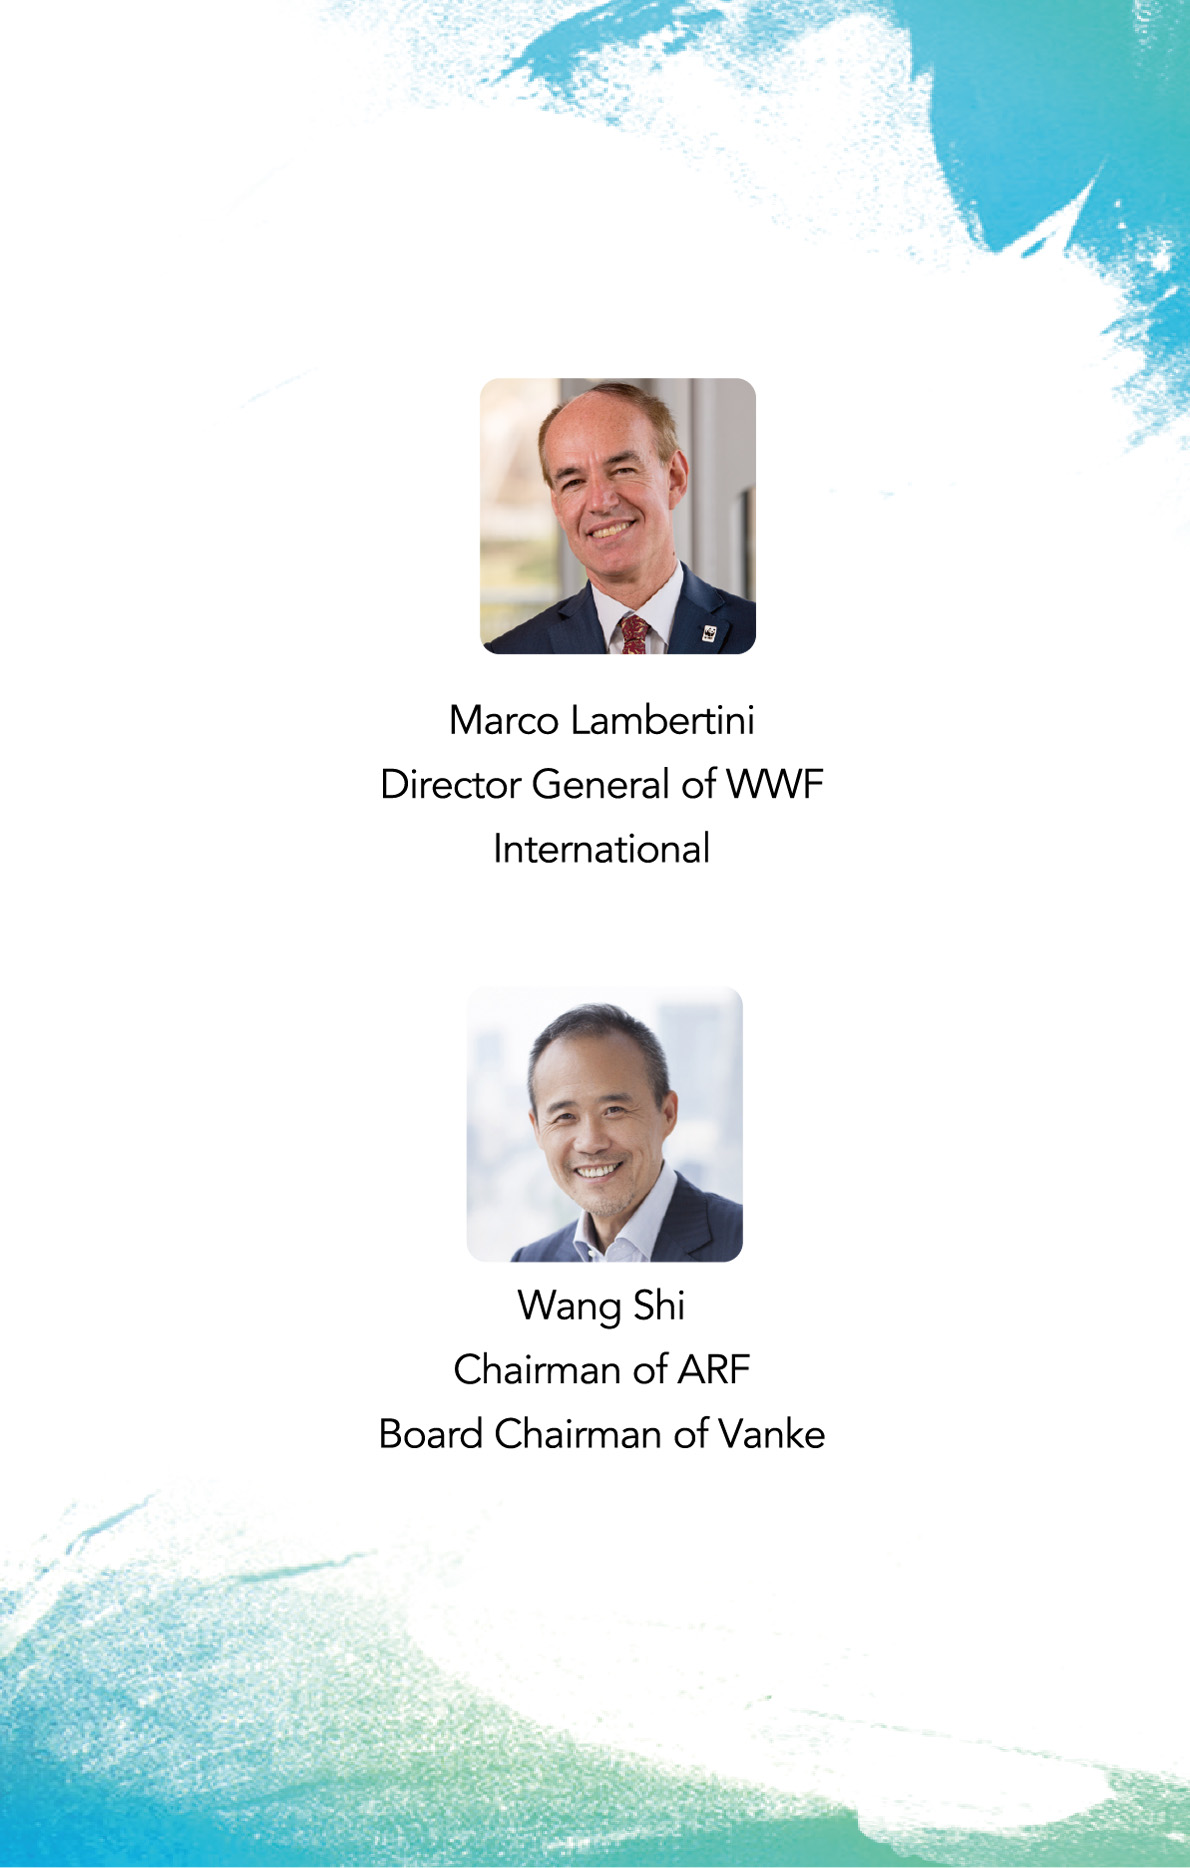 Marco Lambertini
Director General of WWF
International
Wang Shi
Chairman of ARF
Board Chairman of Vanke